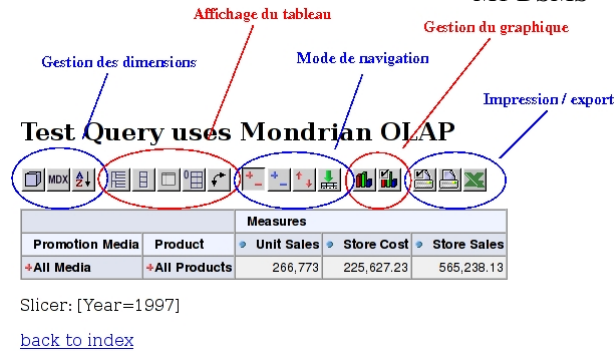 Affichage du tableau
Gestion du graphique
Gestion des dimensions
Mode de navigation
Impression / export
Test Query uses Mondrian OLAP
MDX
Measures
Promotion Media Product Unit Sales Store Cost Store Sales
+All Media +All Products 266,773 225,627.23 565,238.13
Slicer: [Year=1997]
back to index